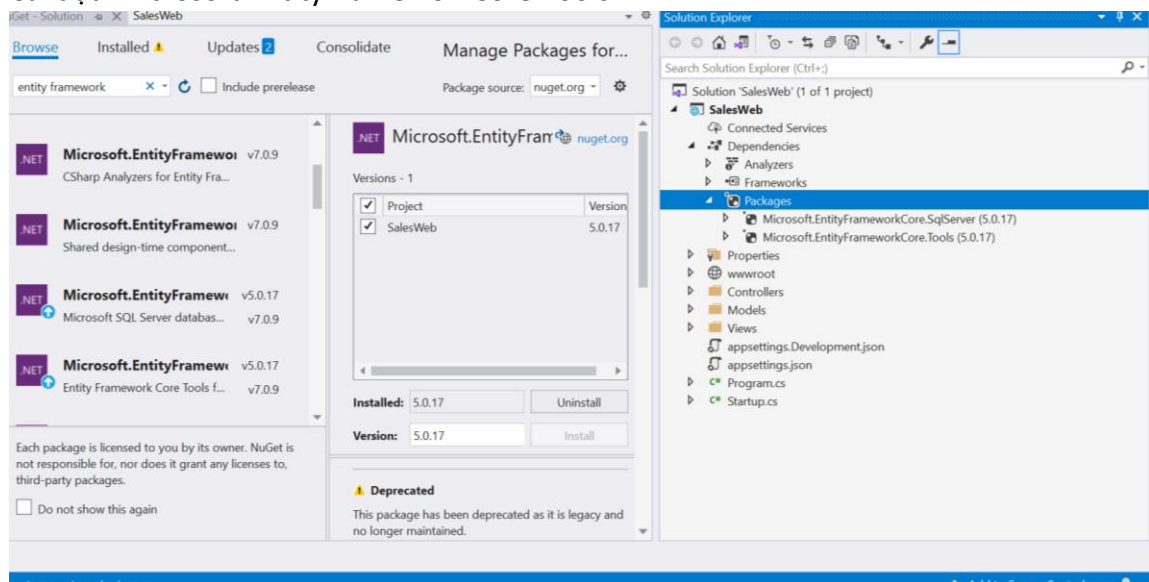 Get - Solution SalesWeb
Browse Installed Updates 2 Consolidate Manage Packages for...
entity framework Include prerelease Package source: nuget.org
.NET Microsoft.EntityFramewor v7.0.9
CSharp Analyzers for Entity Fra...
.NET Microsoft.EntityFramewor v7.0.9
Shared design-time component...
.NET Microsoft.EntityFramewo v5.0.17
Microsoft SQL Server databas... v7.0.9
.NET Microsoft.EntityFramewo v5.0.17
Entity Framework Core Tools f... v7.0.9
Each package is licensed to you by its owner. NuGet is
not responsible for, nor does it grant any licenses to,
third-party packages.
Do not show this again
.NET Microsoft.EntityFram nuget.org
Versions - 1
Project Version
SalesWeb 5.0.17
Installed: 5.0.17 Uninstall
Version: 5.0.17 Install
Deprecated
This package has been deprecated as it is legacy and
no longer maintained.
Solution Explorer
Search Solution Explorer (Ctrl+;)
Solution 'SalesWeb' (1 of 1 project)
SalesWeb
Connected Services
Dependencies
Analyzers
Frameworks
Packages
Microsoft.EntityFrameworkCore.SqlServer (5.0.17)
Microsoft.EntityFrameworkCore.Tools (5.0.17)
Properties
wwwroot
Controllers
Models
Views
appsettings.Development.json
appsettings.json
C# Program.cs
C# Startup.cs